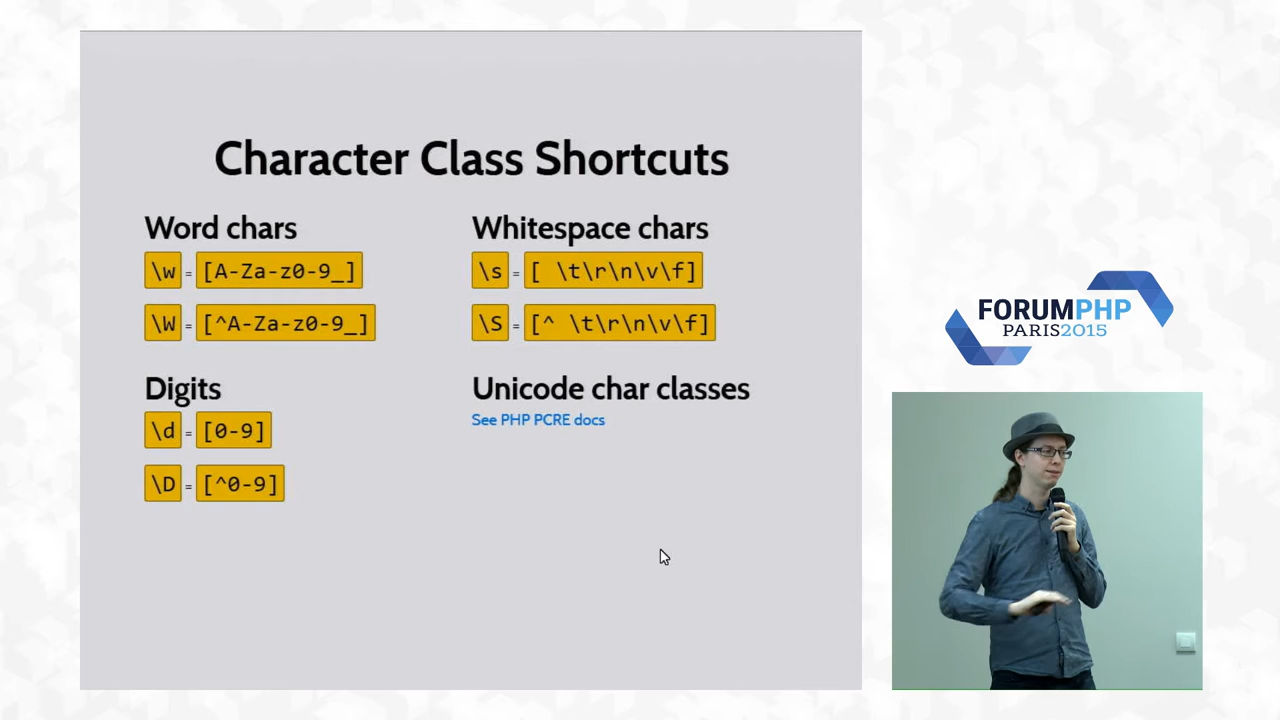 Character Class Shortcuts
Word chars
\w = [A-Za-z0-9_]
\W = [^A-Za-z0-9_]
Whitespace chars
\s = [ \t\r\n\v\f]
\S = [^ \t\r\n\v\f]
Digits
\d = [0-9]
\D = [^0-9]
Unicode char classes
See PHP PCRE docs
FORUMPHP
PARIS2015